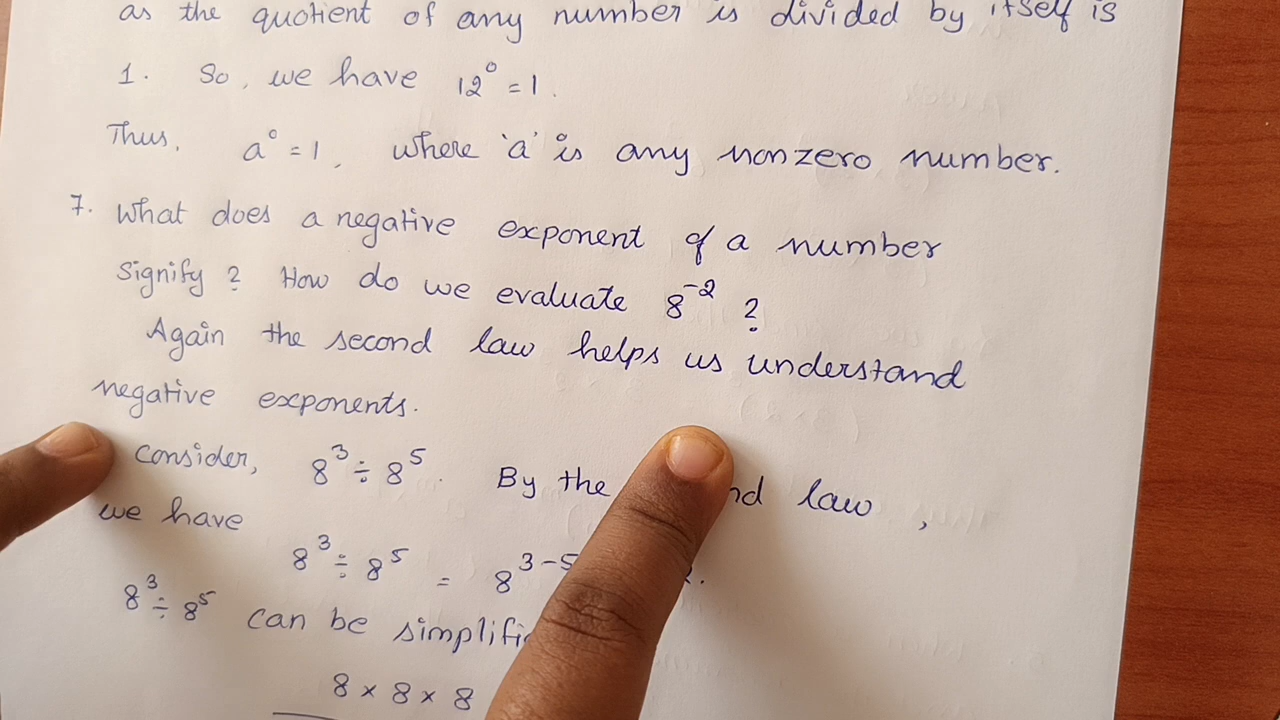 as the quotient of any number is divided by itself is
1. So, we have 12⁰ = 1.
Thus, a⁰ = 1, where 'a' is any nonzero number.
7. What does a negative exponent of a number
Signify? How do we evaluate 8⁻² ?
Again the second law helps us understand
negative exponents.
Consider, 8³ ÷ 8⁵. By the law,
we have
8³ ÷ 8⁵ = 8³⁻⁵
8³ ÷ 8⁵ can be
8 × 8 × 8